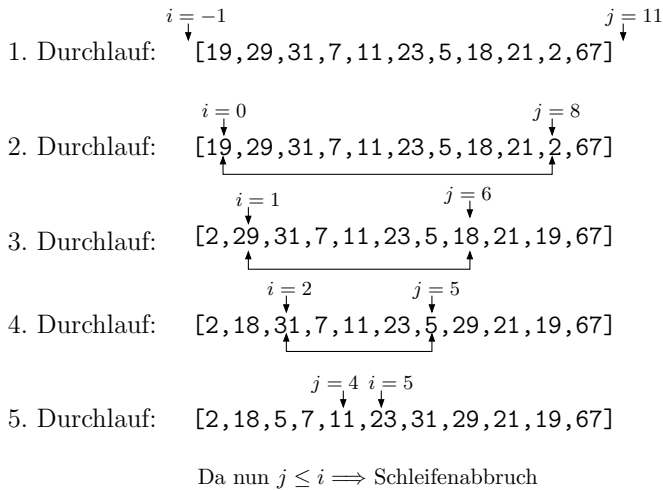 i = −1 j = 11
1. Durchlauf: [19,29,31,7,11,23,5,18,21,2,67]
i = 0 j = 8
2. Durchlauf: [19,29,31,7,11,23,5,18,21,2,67]
i = 1 j = 6
3. Durchlauf: [2,29,31,7,11,23,5,18,21,19,67]
i = 2 j = 5
4. Durchlauf: [2,18,31,7,11,23,5,29,21,19,67]
j = 4 i = 5
5. Durchlauf: [2,18,5,7,11,23,31,29,21,19,67]
Da nun j ≤ i ⟹ Schleifenabbruch